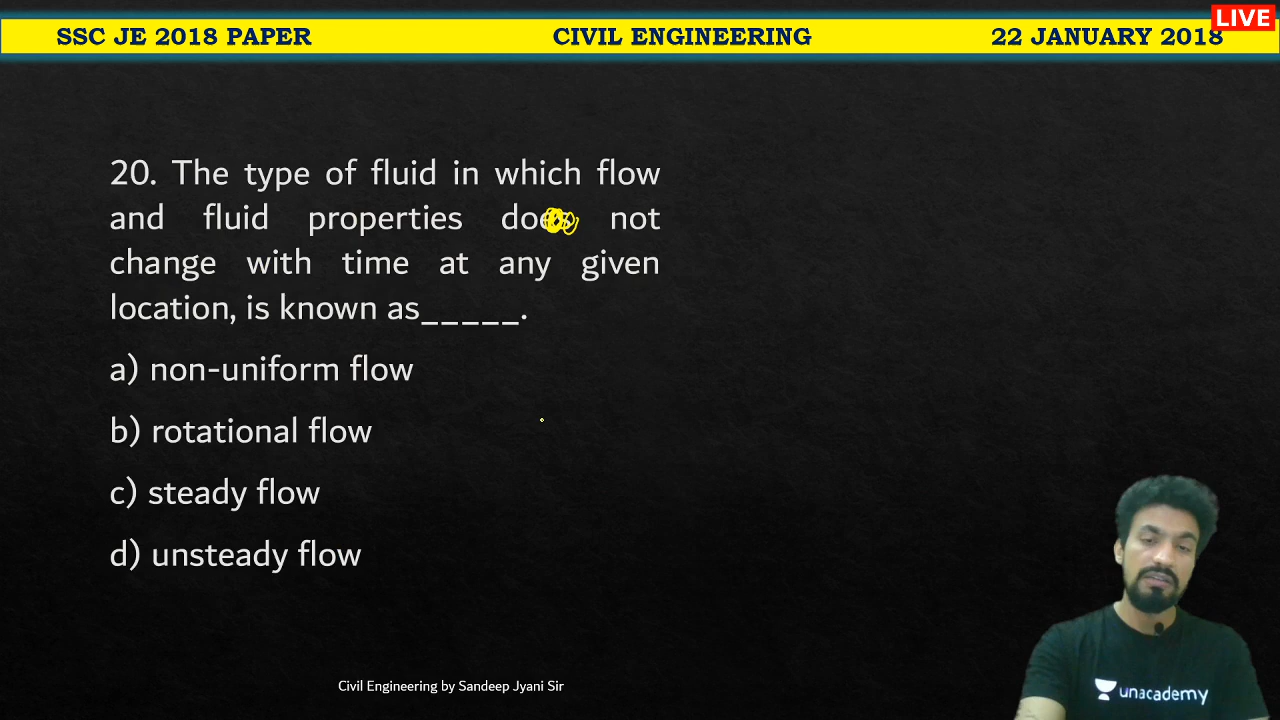 LIVE
SSC JE 2018 PAPER CIVIL ENGINEERING 22 JANUARY 2018
20. The type of fluid in which flow
and fluid properties does not
change with time at any given
location, is known as_____.
a) non-uniform flow
b) rotational flow
c) steady flow
d) unsteady flow
Civil Engineering by Sandeep Jyani Sir
unacademy